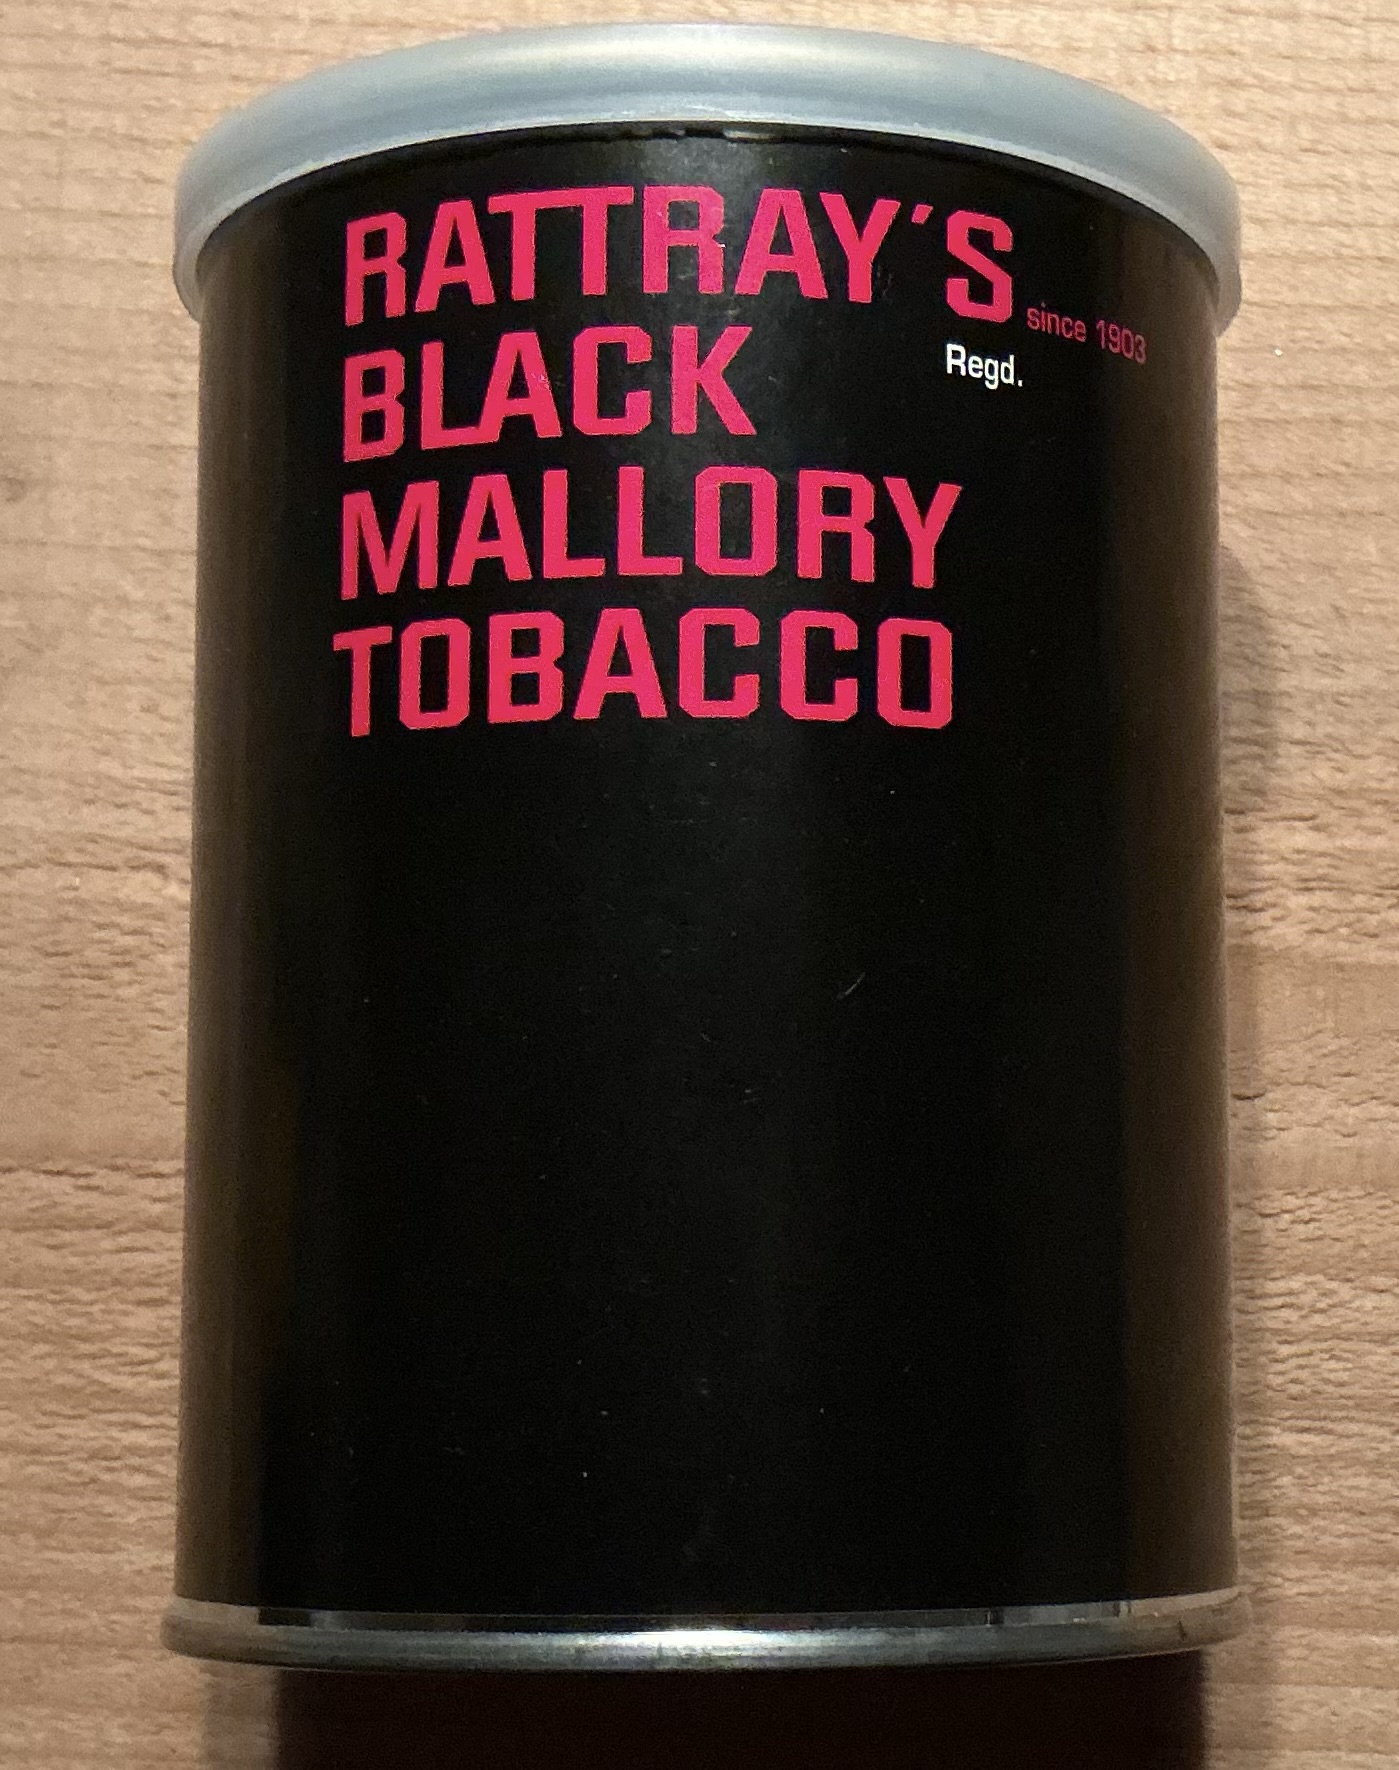 RATTRAY'S since 1903
Regd.
BLACK
MALLORY
TOBACCO